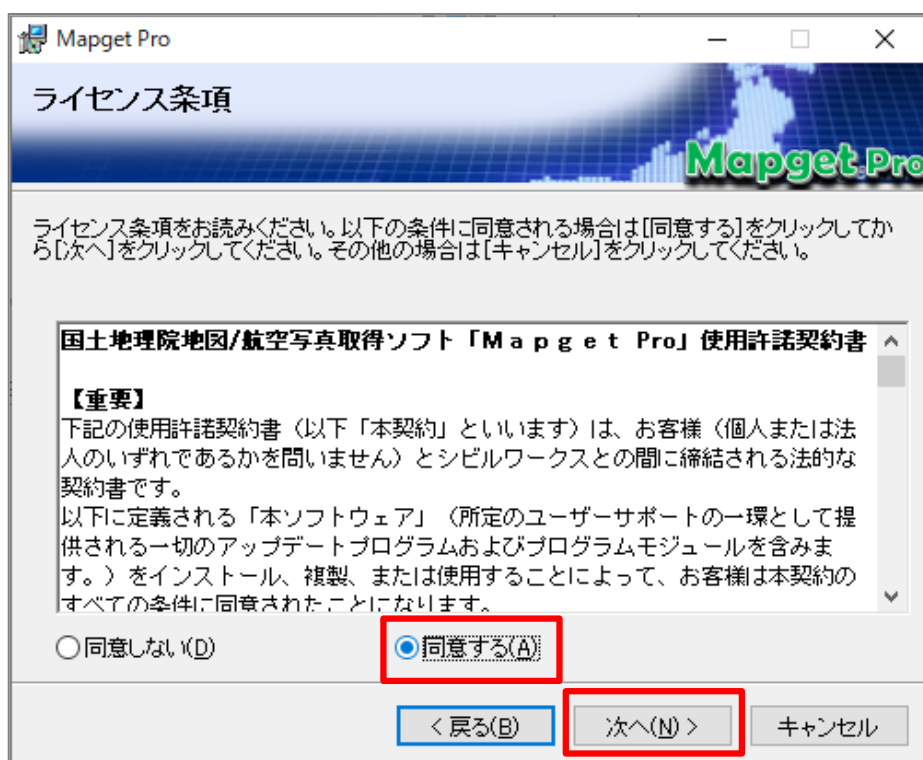 Mapget Pro
ライセンス条項
Mapget.Pro
ライセンス条項をお読みください。以下の条件に同意される場合は[同意する]をクリックしてか
ら[次へ]をクリックしてください。その他の場合は[キャンセル]をクリックしてください。
国土地理院地図/航空写真取得ソフト「Ｍａｐｇｅｔ Pro」使用許諾契約書
【重要】
下記の使用許諾契約書（以下「本契約」といいます）は、お客様（個人または法
人のいずれであるかを問いません）とシビルワークスとの間に締結される法的な
契約書です。
以下に定義される「本ソフトウェア」（所定のユーザーサポートの一環として提
供される一切のアップデートプログラムおよびプログラムモジュールを含みま
す。）をインストール、複製、または使用することによって、お客様は本契約の
すべての条件に同意されたことになります。
同意しない(D)
同意する(A)
< 戻る(B)
次へ(N) >
キャンセル